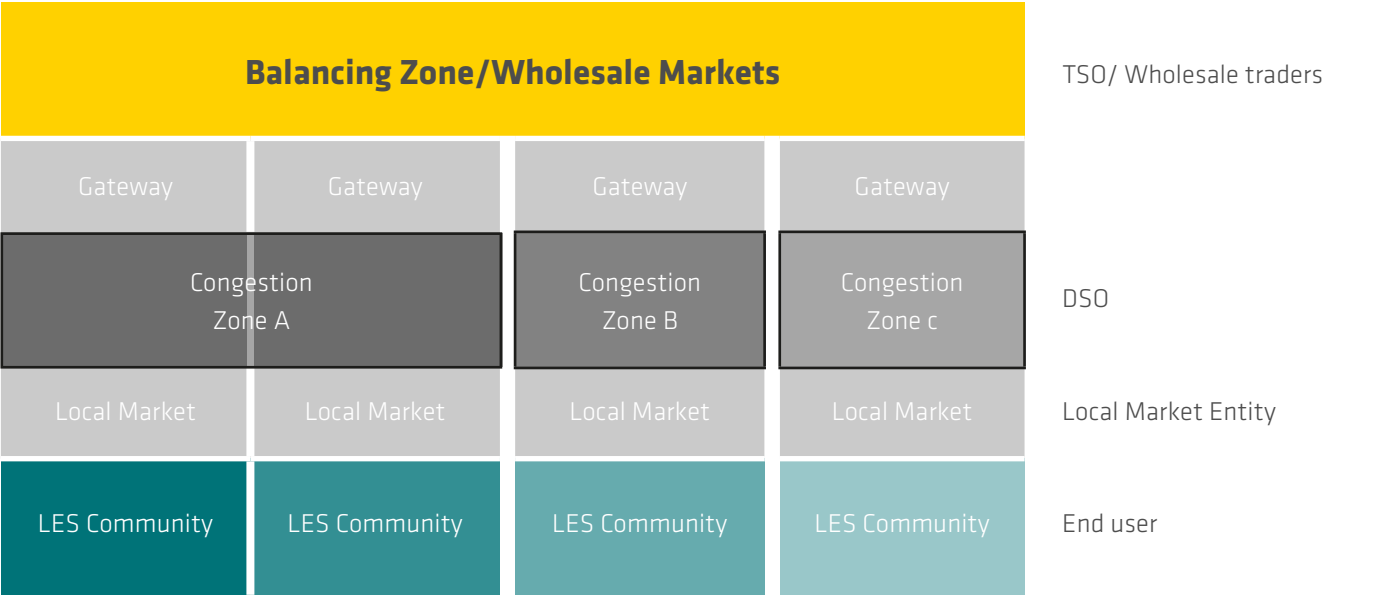 Balancing Zone/Wholesale Markets
TSO/ Wholesale traders
Gateway
Gateway
Gateway
Gateway
Congestion
Zone A
Congestion
Zone B
Congestion
Zone c
DSO
Local Market
Local Market
Local Market
Local Market
Local Market Entity
LES Community
LES Community
LES Community
LES Community
End user